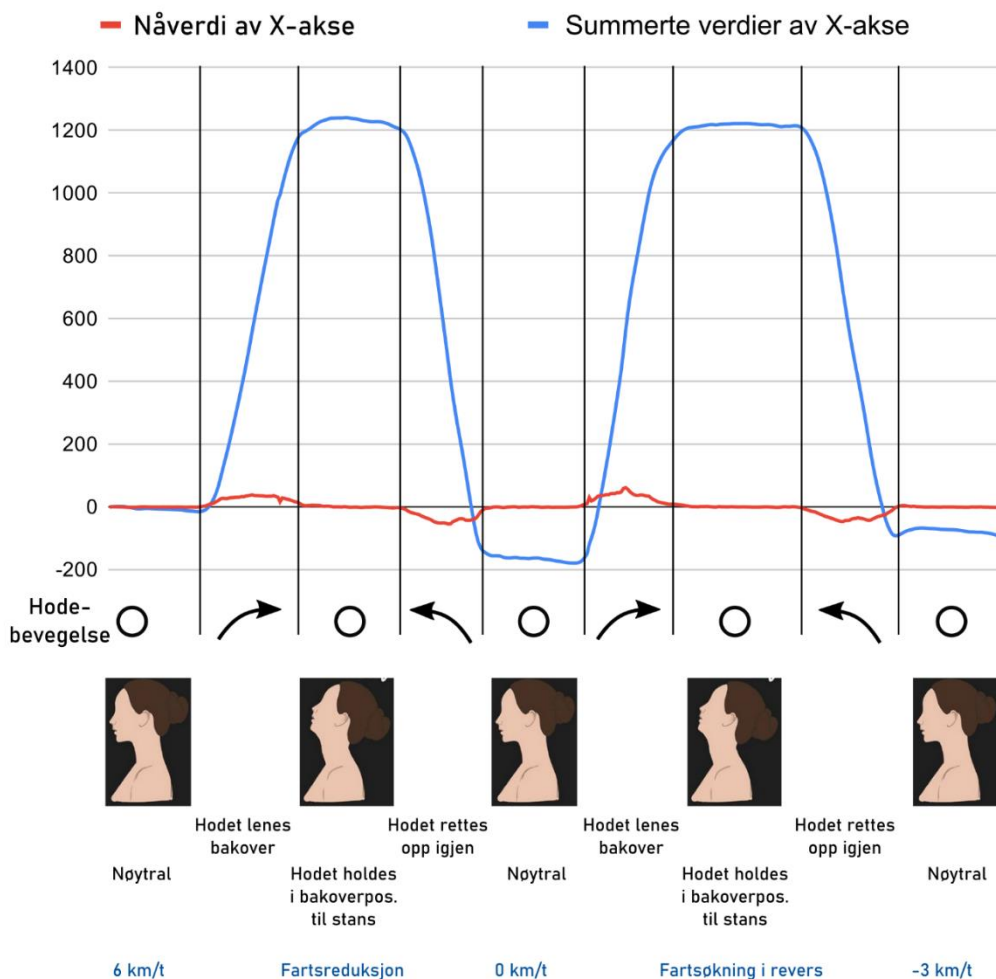 Nåverdi av X-akse
Summerte verdier av X-akse
1400
1200
1000
800
600
400
200
0
-200
Hode-
bevegelse
Hodet lenes
bakover
Hodet rettes
opp igjen
Hodet lenes
bakover
Hodet rettes
opp igjen
Nøytral
Hodet holdes
i bakoverpos.
til stans
Nøytral
Hodet holdes
i bakoverpos.
til stans
Nøytral
6 km/t
Fartsreduksjon
0 km/t
Fartsøkning i revers
-3 km/t